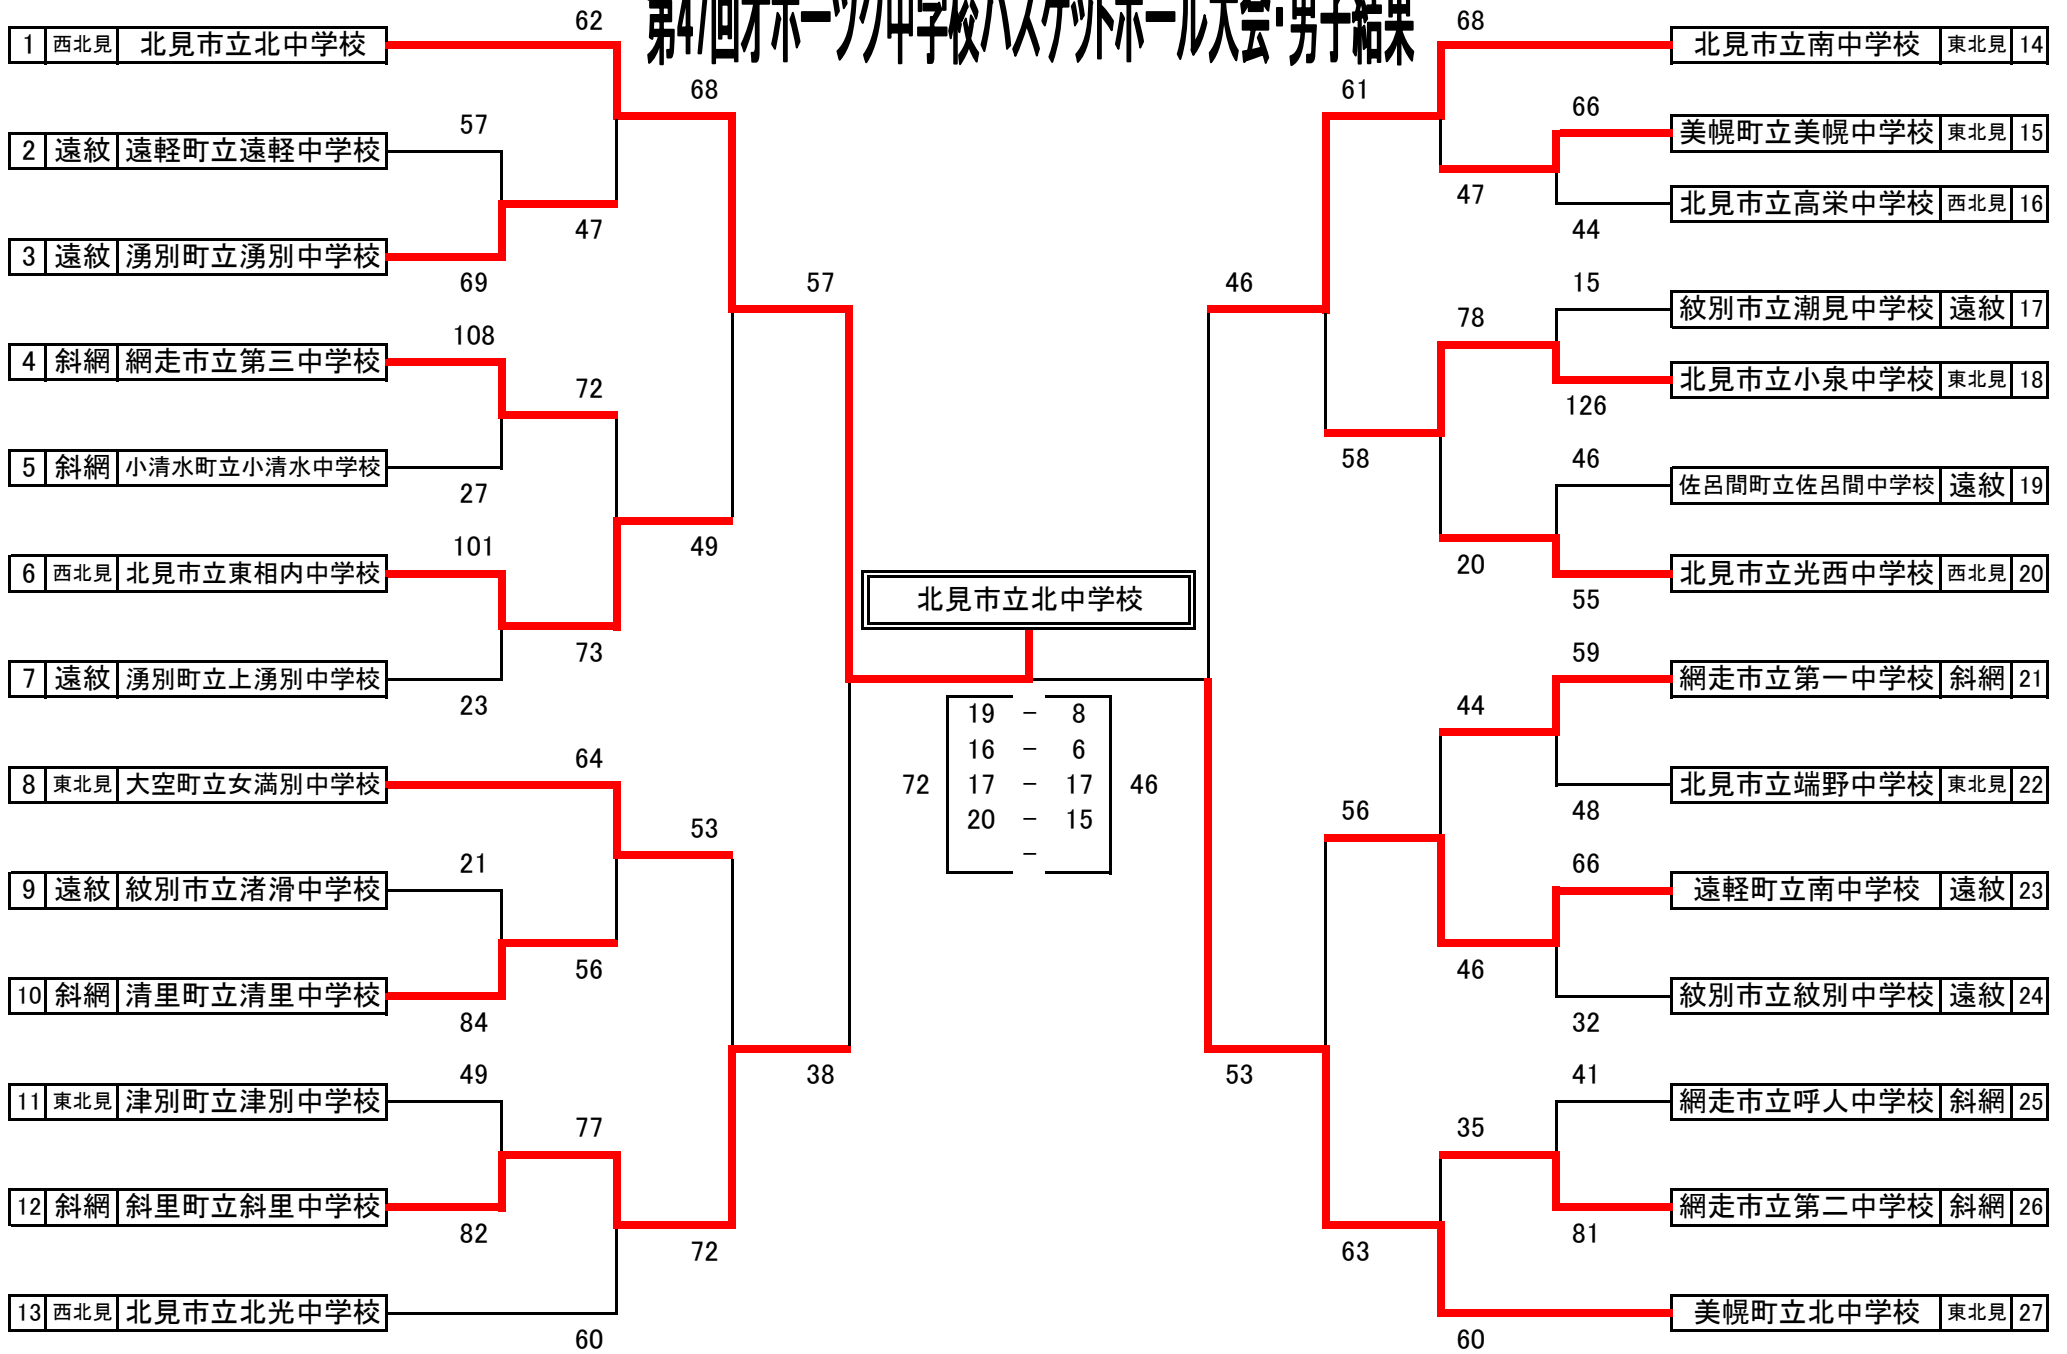 第47回オホーツク中学校バスケットボール大会・男子結果
1 西北見 北見市立北中学校
62
57
2 遠紋 遠軽町立遠軽中学校
47
3 遠紋 湧別町立湧別中学校
69
68
108
4 斜網 網走市立第三中学校
72
5 斜網 小清水町立小清水中学校
27
101
6 西北見 北見市立東相内中学校
73
7 遠紋 湧別町立上湧別中学校
23
49
57
64
8 東北見 大空町立女満別中学校
53
21
9 遠紋 紋別市立渚滑中学校
56
10 斜網 清里町立清里中学校
84
49
11 東北見 津別町立津別中学校
77
12 斜網 斜里町立斜里中学校
82
72
13 西北見 北見市立北光中学校
60
38
北見市立北中学校
19 - 8
16 - 6
72 17 - 17 46
20 - 15
-
68
北見市立南中学校 東北見 14
61
66
美幌町立美幌中学校 東北見 15
47
北見市立高栄中学校 西北見 16
44
46
15
紋別市立潮見中学校 遠紋 17
78
北見市立小泉中学校 東北見 18
126
58
46
佐呂間町立佐呂間中学校 遠紋 19
20
北見市立光西中学校 西北見 20
55
59
網走市立第一中学校 斜網 21
44
北見市立端野中学校 東北見 22
48
56
66
遠軽町立南中学校 遠紋 23
46
紋別市立紋別中学校 遠紋 24
32
53
41
網走市立呼人中学校 斜網 25
35
網走市立第二中学校 斜網 26
81
63
美幌町立北中学校 東北見 27
60